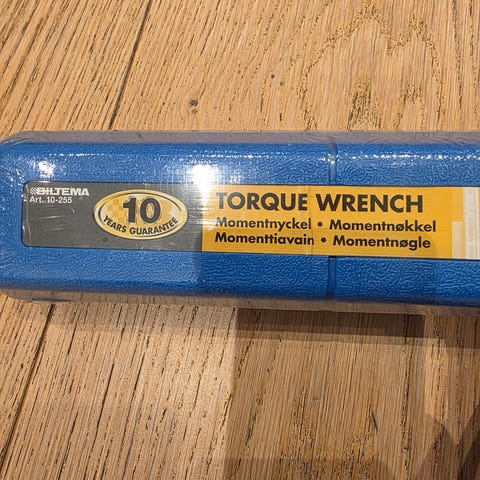 BILTEMA
Art. 10-255
10
YEARS GUARANTEE
TORQUE WRENCH
Momentnyckel • Momentnøkkel
Momenttiavain • Momentnøgle